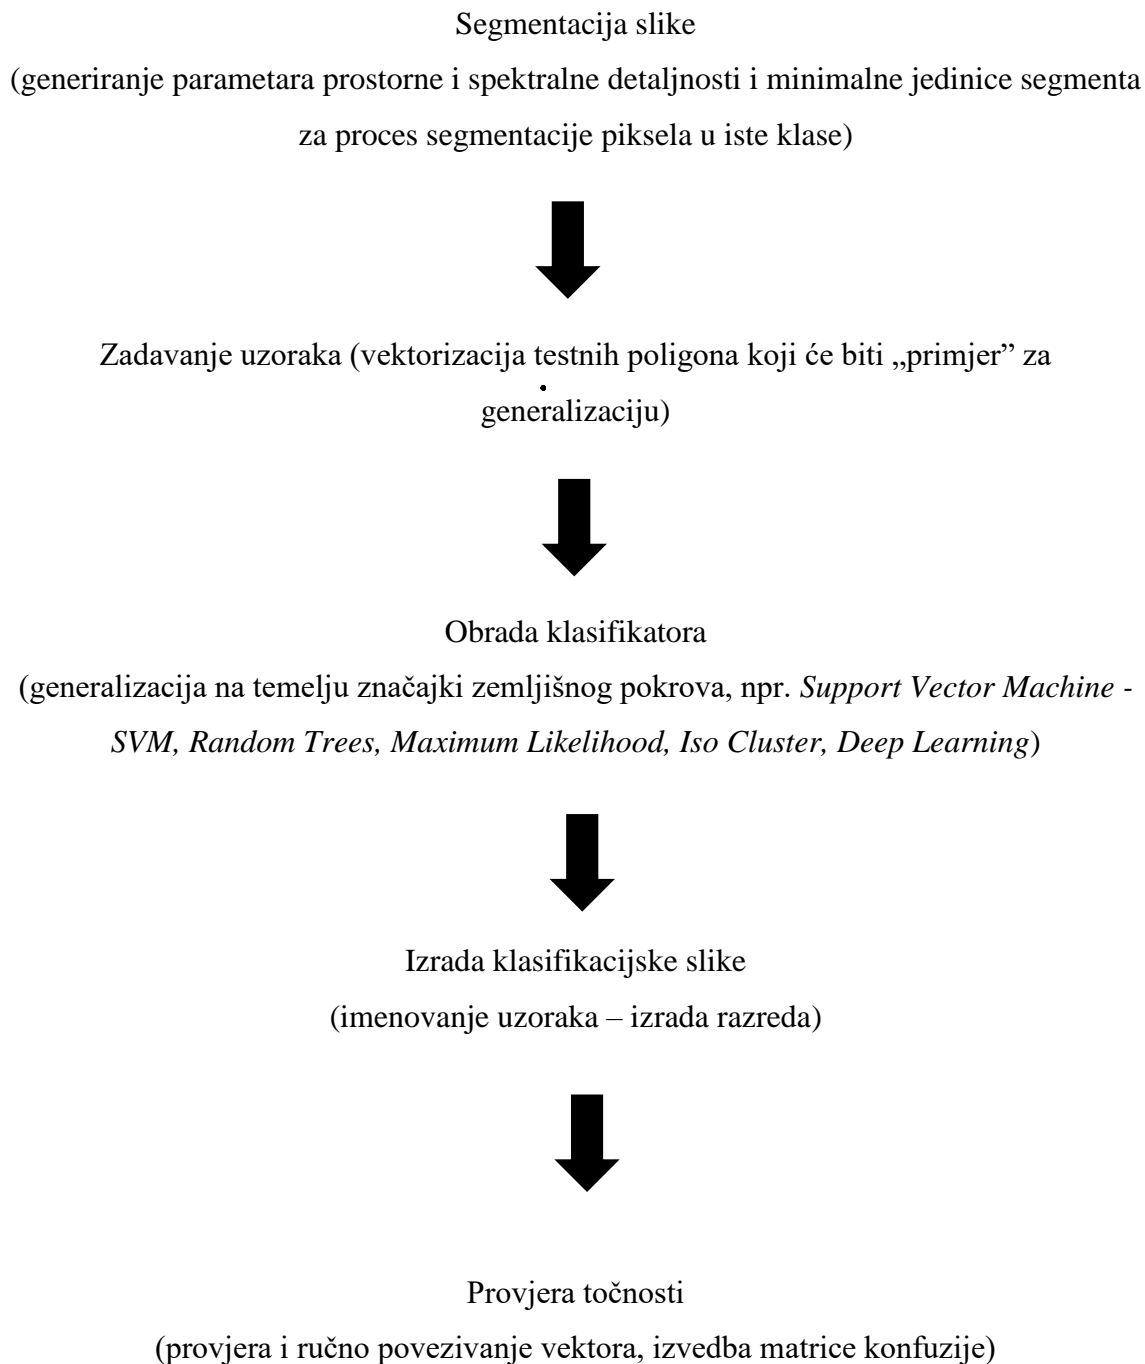 Segmentacija slike
(generiranje parametara prostorne i spektralne detaljnosti i minimalne jedinice segmenta
za proces segmentacije piksela u iste klase)
Zadavanje uzoraka (vektorizacija testnih poligona koji će biti „primjer” za
generalizaciju)
Obrada klasifikatora
(generalizacija na temelju značajki zemljišnog pokrova, npr. Support Vector Machine -
SVM, Random Trees, Maximum Likelihood, Iso Cluster, Deep Learning)
Izrada klasifikacijske slike
(imenovanje uzoraka – izrada razreda)
Provjera točnosti
(provjera i ručno povezivanje vektora, izvedba matrice konfuzije)